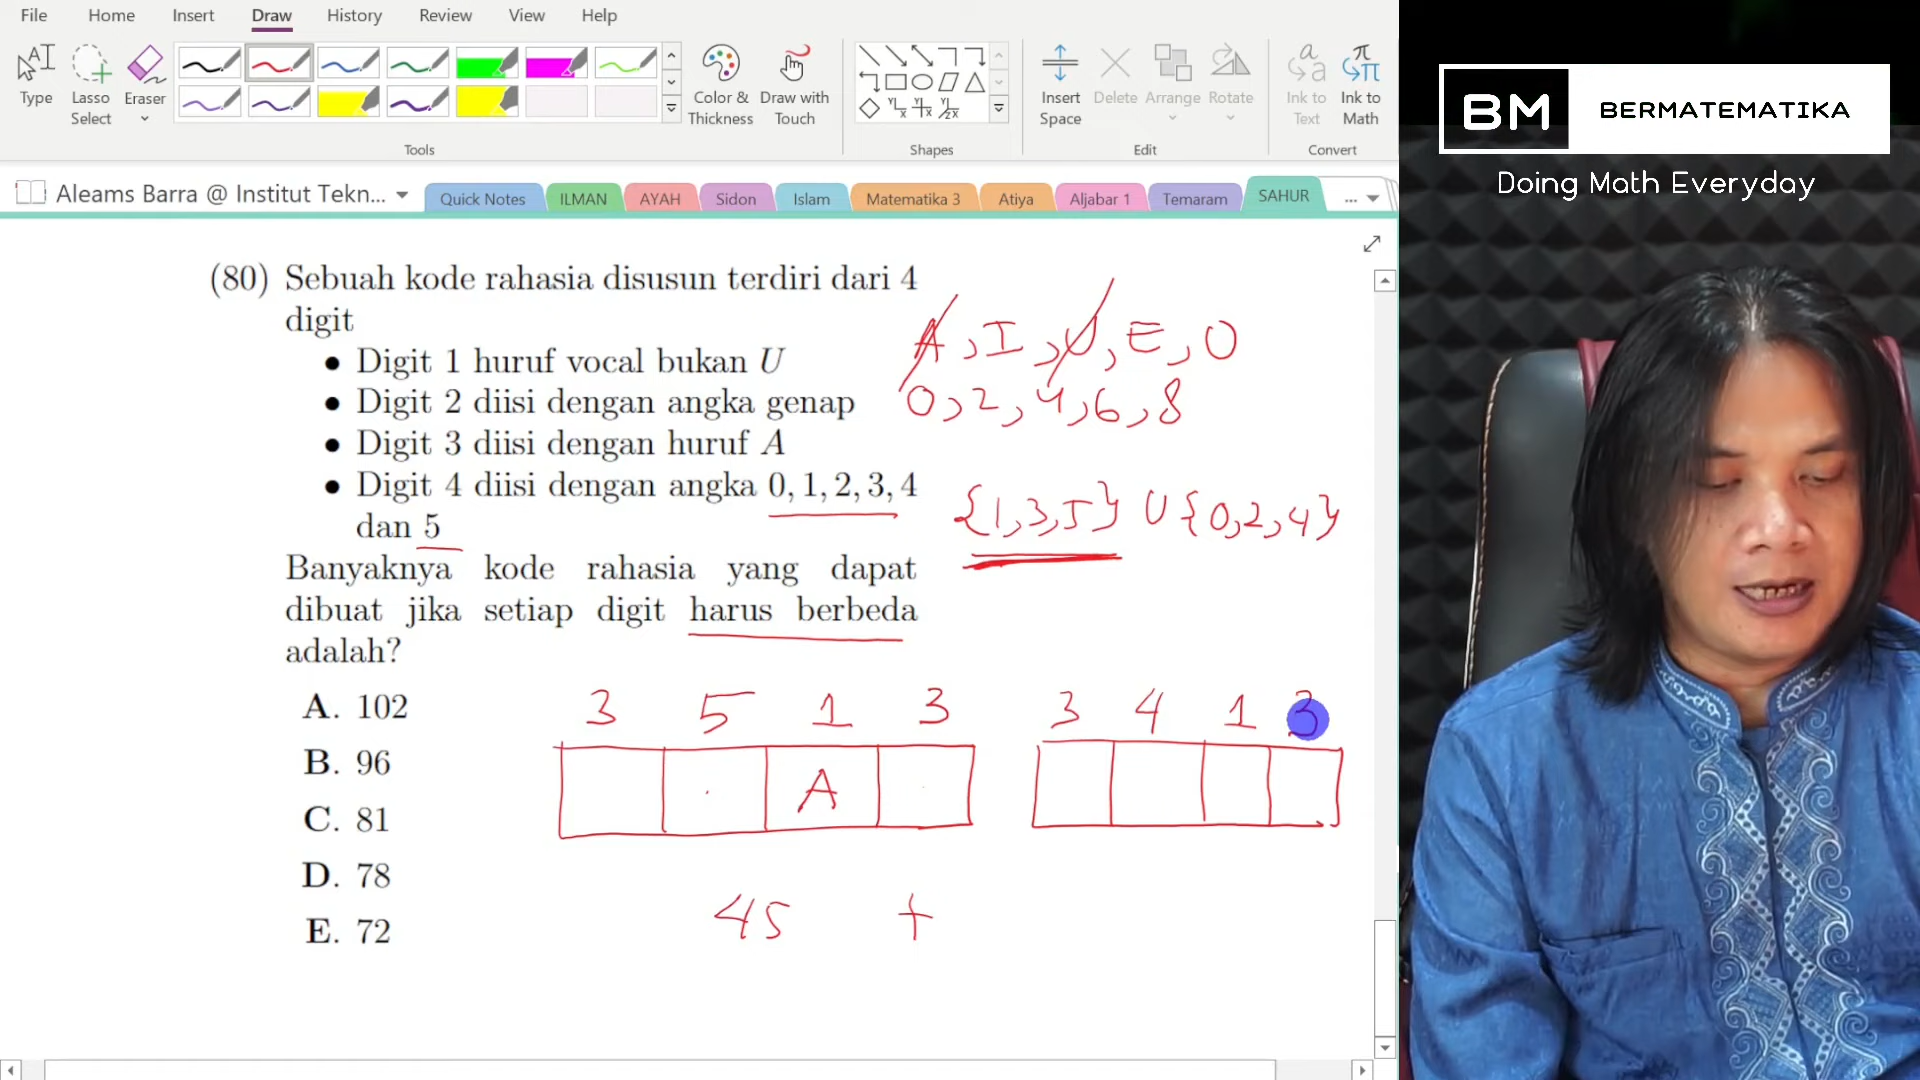 File Home Insert Draw History Review View Help
Type
Lasso Select
Eraser
Color & Thickness
Draw with Touch
Insert Space
Delete
Arrange
Rotate
Ink to Text
Ink to Math
Tools
Shapes
Edit
Convert
BM BERMATEMATIKA
Doing Math Everyday
Aleams Barra @ Institut Tekn...
Quick Notes ILMAN AYAH Sidon Islam Matematika 3 Atiya Aljabar 1 Temaram SAHUR ...
(80) Sebuah kode rahasia disusun terdiri dari 4
digit
• Digit 1 huruf vocal bukan U
• Digit 2 diisi dengan angka genap
• Digit 3 diisi dengan huruf A
• Digit 4 diisi dengan angka 0, 1, 2, 3, 4
dan 5
Banyaknya kode rahasia yang dapat
dibuat jika setiap digit harus berbeda
adalah?
A. 102
B. 96
C. 81
D. 78
E. 72
A, I, U, E, O
0, 2, 4, 6, 8
{1, 3, 5} U {0, 2, 4}
3 5 1 3
A
3 4 1 3
45 +